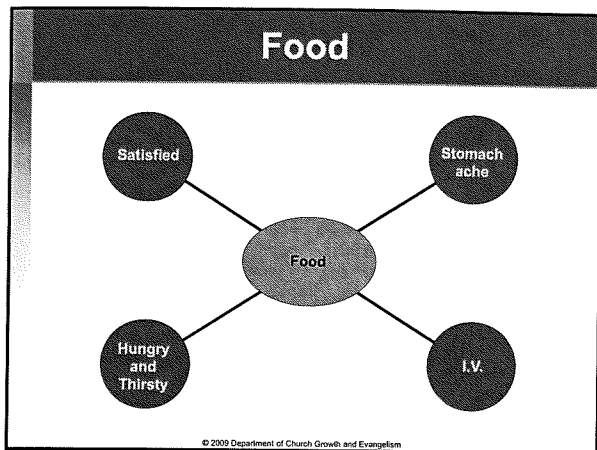 Food
Satisfied
Stomach
ache
Food
Hungry
and
Thirsty
I.V.
© 2009 Department of Church Growth and Evangelism